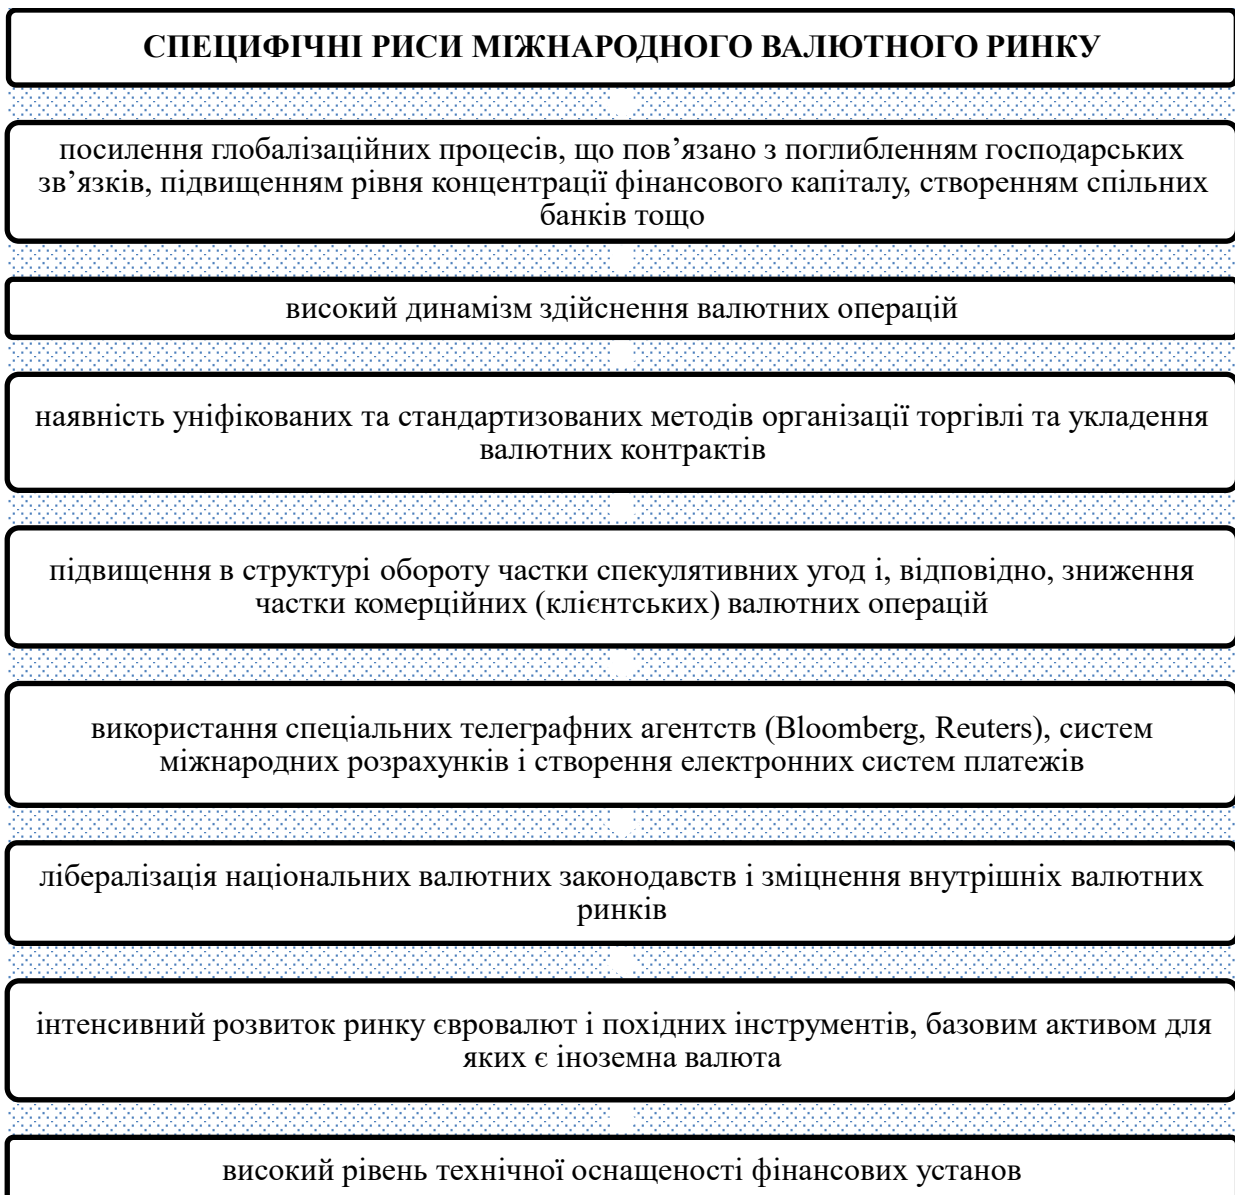 СПЕЦИФІЧНІ РИСИ МІЖНАРОДНОГО ВАЛЮТНОГО РИНКУ
посилення глобалізаційних процесів, що пов’язано з поглибленням господарських
зв’язків, підвищенням рівня концентрації фінансового капіталу, створенням спільних
банків тощо
високий динамізм здійснення валютних операцій
наявність уніфікованих та стандартизованих методів організації торгівлі та укладення
валютних контрактів
підвищення в структурі обороту частки спекулятивних угод і, відповідно, зниження
частки комерційних (клієнтських) валютних операцій
використання спеціальних телеграфних агентств (Bloomberg, Reuters), систем
міжнародних розрахунків і створення електронних систем платежів
лібералізація національних валютних законодавств і зміцнення внутрішніх валютних
ринків
інтенсивний розвиток ринку євровалют і похідних інструментів, базовим активом для
яких є іноземна валюта
високий рівень технічної оснащеності фінансових установ